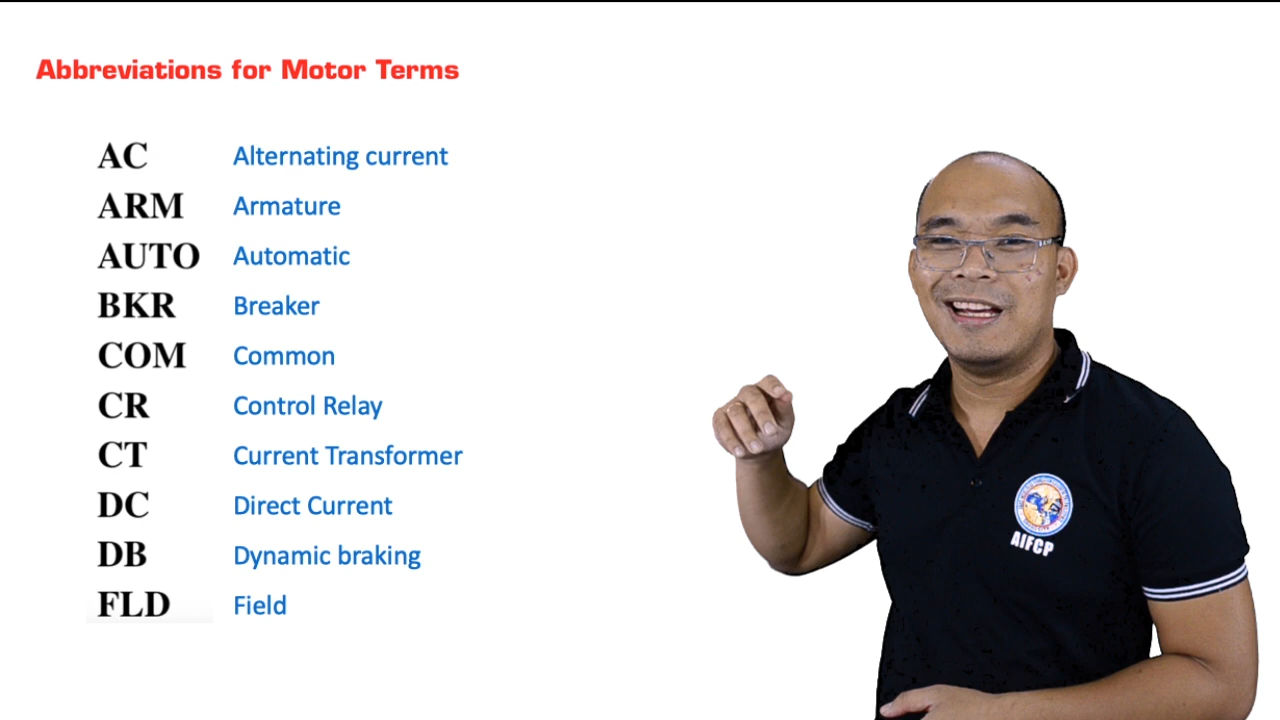 Abbreviations for Motor Terms
AC Alternating current
ARM Armature
AUTO Automatic
BKR Breaker
COM Common
CR Control Relay
CT Current Transformer
DC Direct Current
DB Dynamic braking
FLD Field
AIFCP